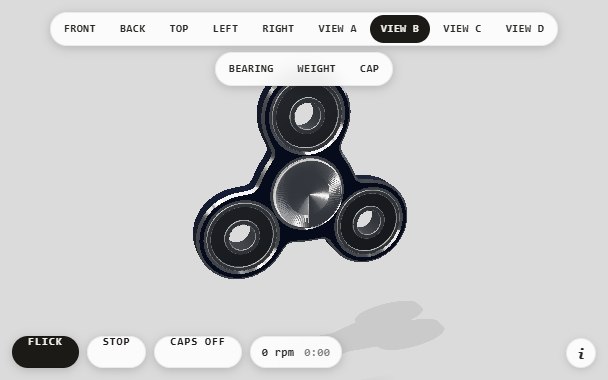 FRONT BACK TOP LEFT RIGHT VIEW A VIEW B VIEW C VIEW D
BEARING WEIGHT CAP
FLICK STOP CAPS OFF 0 rpm 0:00 i